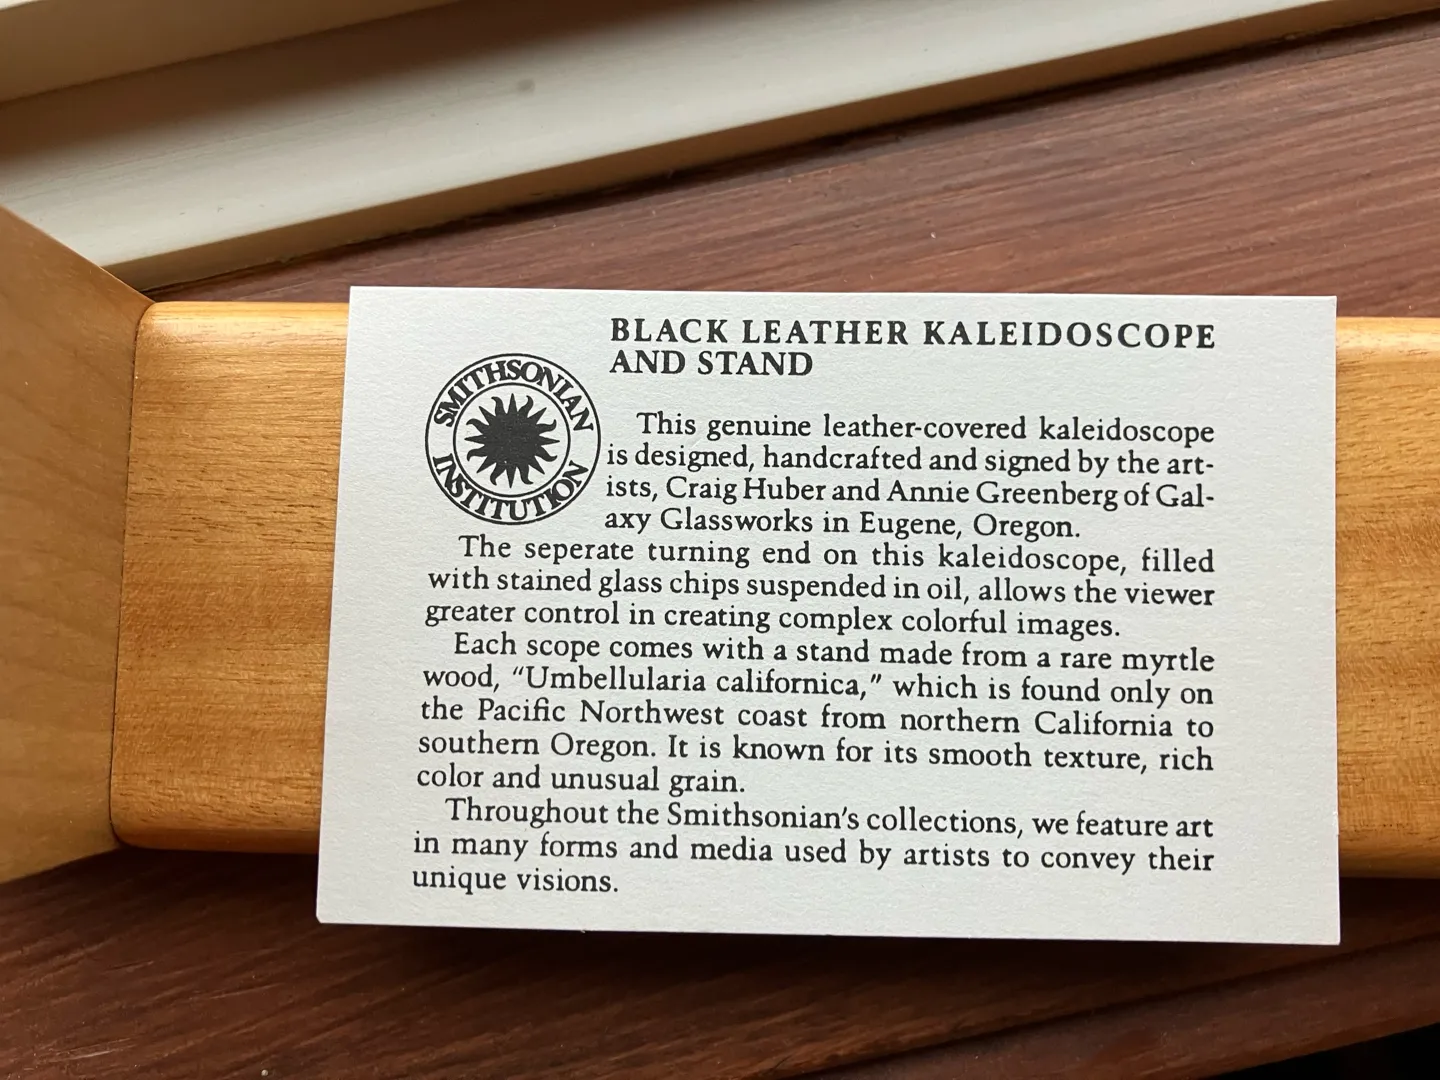 BLACK LEATHER KALEIDOSCOPE
AND STAND
SMITHSONIAN
INSTITUTION
This genuine leather-covered kaleidoscope
is designed, handcrafted and signed by the art-
ists, Craig Huber and Annie Greenberg of Gal-
axy Glassworks in Eugene, Oregon.
The seperate turning end on this kaleidoscope, filled
with stained glass chips suspended in oil, allows the viewer
greater control in creating complex colorful images.
Each scope comes with a stand made from a rare myrtle
wood, “Umbellularia californica,” which is found only on
the Pacific Northwest coast from northern California to
southern Oregon. It is known for its smooth texture, rich
color and unusual grain.
Throughout the Smithsonian’s collections, we feature art
in many forms and media used by artists to convey their
unique visions.